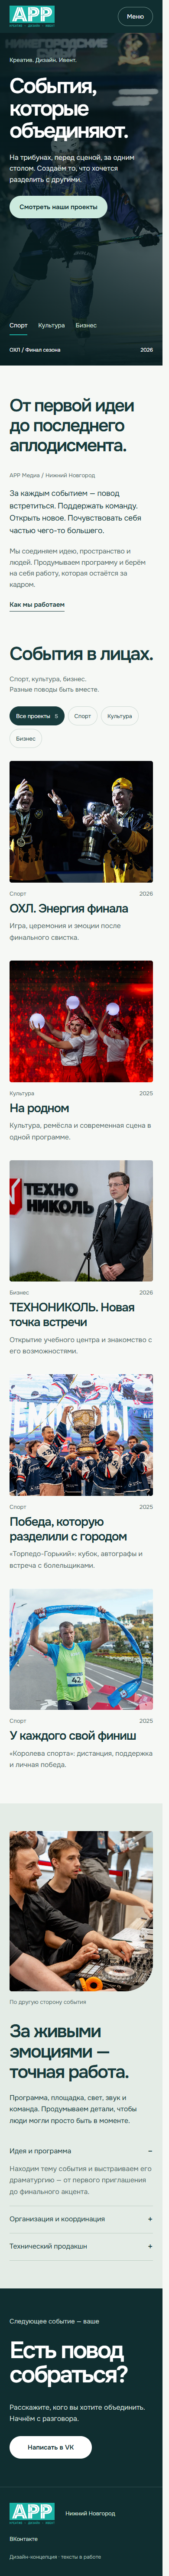 АРР
Меню
Креатив. Дизайн. Ивент.
События,
которые
объединяют.
На трибунах, перед сценой, за одним
столом. Создаём то, что хочется
разделить с другими.
Смотреть наши проекты
Спорт Культура Бизнес
ОХЛ / Финал сезона 2026
От первой идеи
до последнего
аплодисмента.
АРР Медиа / Нижний Новгород
За каждым событием — повод
встретиться. Поддержать команду.
Открыть новое. Почувствовать себя
частью чего-то большего.
Мы соединяем идею, пространство и
людей. Продумываем программу и берём
на себя работу, которая остаётся за
кадром.
Как мы работаем
События в лицах.
Спорт, культура, бизнес.
Разные поводы быть вместе.
Все проекты 5 Спорт Культура
Бизнес
Спорт 2026
ОХЛ. Энергия финала
Игра, церемония и эмоции после
финального свистка.
Культура 2025
На родном
Культура, ремёсла и современная сцена в
одной программе.
ТЕХНО
НИКОЛЬ
Бизнес 2026
ТЕХНОНИКОЛЬ. Новая
точка встречи
Открытие учебного центра и знакомство с
его возможностями.
Спорт 2025
Победа, которую
разделили с городом
«Торпедо-Горький»: кубок, автографы и
встреча с болельщиками.
42
Спорт 2025
У каждого свой финиш
«Королева спорта»: дистанция, поддержка
и личная победа.
По другую сторону события
За живыми
эмоциями —
точная работа.
Программа, площадка, свет, звук и
команда. Продумываем детали, чтобы
люди могли просто быть в моменте.
Идея и программа −
Находим тему события и выстраиваем его
драматургию — от первого приглашения
до финального акцента.
Организация и координация +
Технический продакшн +
Следующее событие — ваше
Есть повод
собраться?
Расскажите, кого вы хотите объединить.
Начнём с разговора.
Написать в VK
АРР
Нижний Новгород
ВКонтакте
Дизайн-концепция · тексты в работе